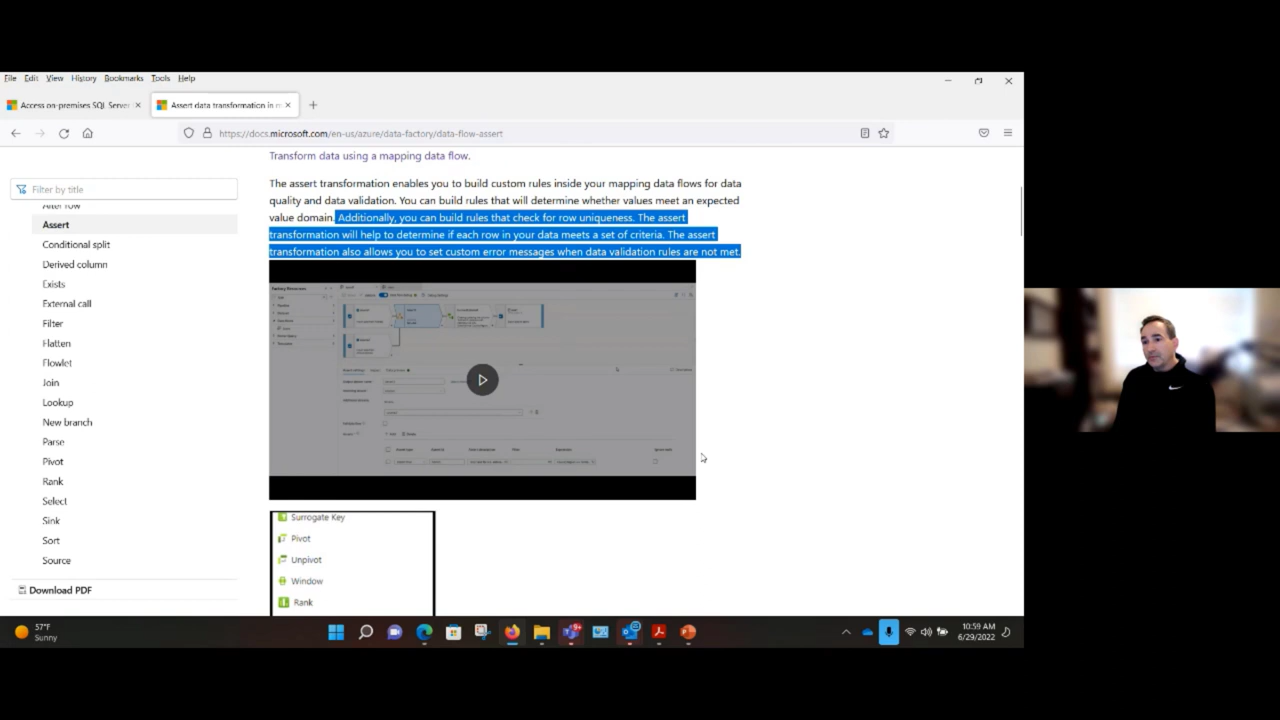 File Edit View History Bookmarks Tools Help
Access on-premises SQL Server
Assert data transformation in m
https://docs.microsoft.com/en-us/azure/data-factory/data-flow-assert
Filter by title
Alter row
Assert
Conditional split
Derived column
Exists
External call
Filter
Flatten
Flowlet
Join
Lookup
New branch
Parse
Pivot
Rank
Select
Sink
Sort
Source
Download PDF
Transform data using a mapping data flow.
The assert transformation enables you to build custom rules inside your mapping data flows for data
quality and data validation. You can build rules that will determine whether values meet an expected
value domain. Additionally, you can build rules that check for row uniqueness. The assert
transformation will help to determine if each row in your data meets a set of criteria. The assert
transformation also allows you to set custom error messages when data validation rules are not met.
Factory Resources
Surrogate Key
Pivot
Unpivot
Window
Rank
57°F
Sunny
10:59 AM
6/29/2022